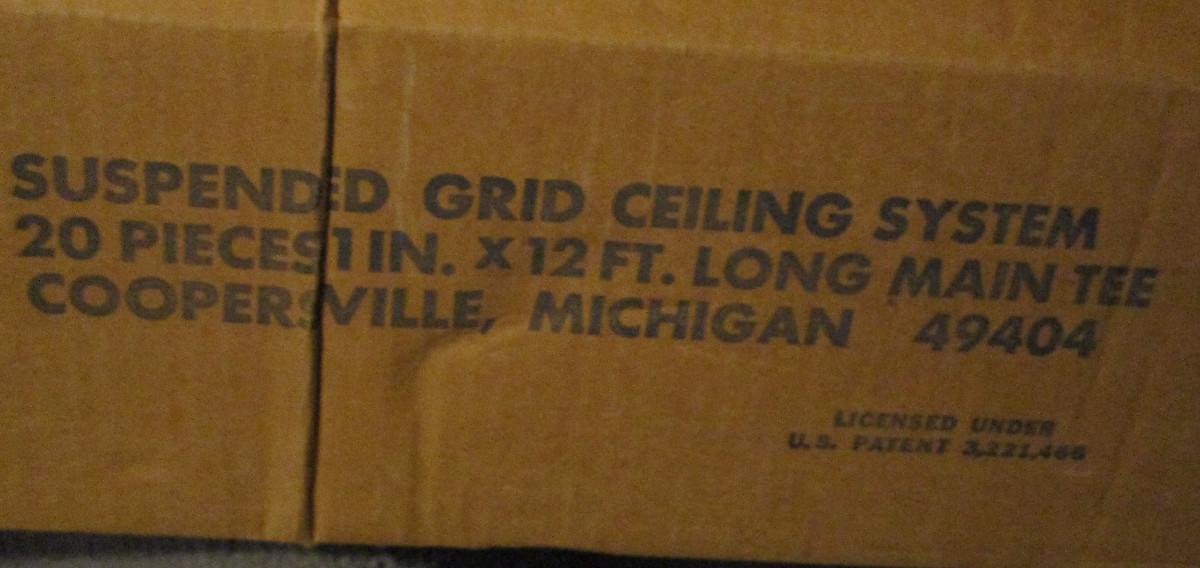 SUSPENDED GRID CEILING SYSTEM
20 PIECES 1 IN. X 12 FT. LONG MAIN TEE
COOPERSVILLE, MICHIGAN 49404
LICENSED UNDER
U.S. PATENT 3,221,466